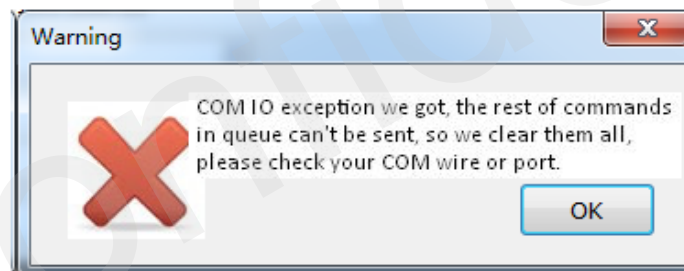 Warning
COM IO exception we got, the rest of commands
in queue can't be sent, so we clear them all,
please check your COM wire or port.
OK